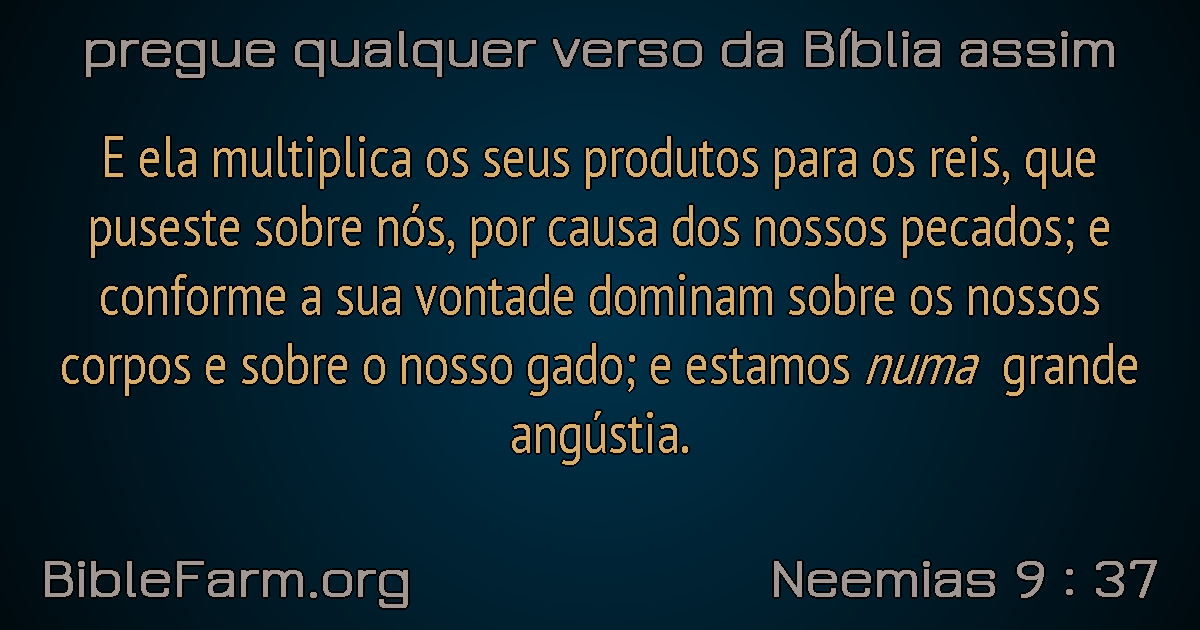 pregue qualquer verso da Bíblia assim
E ela multiplica os seus produtos para os reis, que
puseste sobre nós, por causa dos nossos pecados; e
conforme a sua vontade dominam sobre os nossos
corpos e sobre o nosso gado; e estamos numa grande
angústia.
BibleFarm.org
Neemias 9 : 37